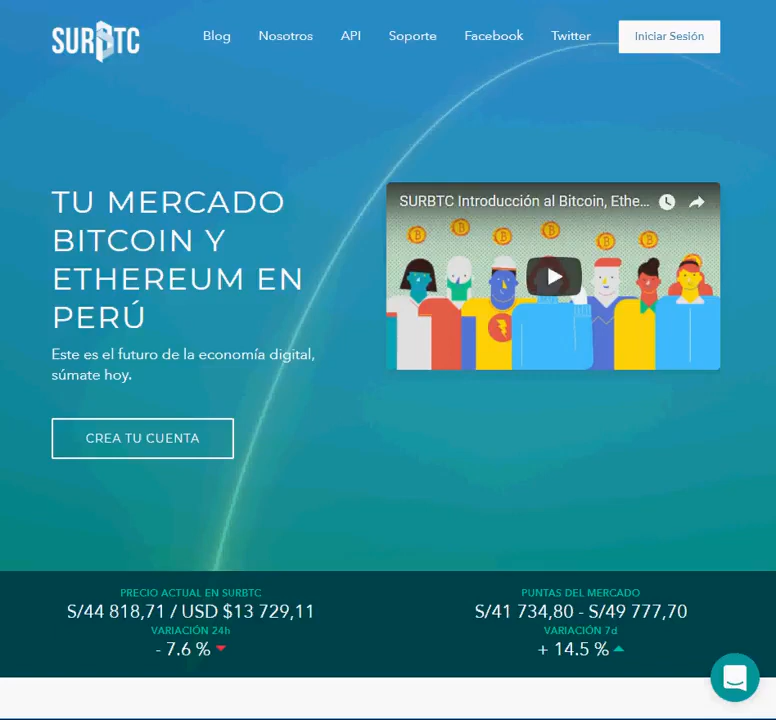 SURBTC
Blog Nosotros API Soporte Facebook Twitter Iniciar Sesión
TU MERCADO
BITCOIN Y
ETHEREUM EN
PERÚ
Este es el futuro de la economía digital,
súmate hoy.
CREA TU CUENTA
SURBTC Introducción al Bitcoin, Ethe...
PRECIO ACTUAL EN SURBTC
S/44 818,71 / USD $13 729,11
VARIACIÓN 24h
- 7.6 %
PUNTAS DEL MERCADO
S/41 734,80 - S/49 777,70
VARIACIÓN 7d
+ 14.5 %